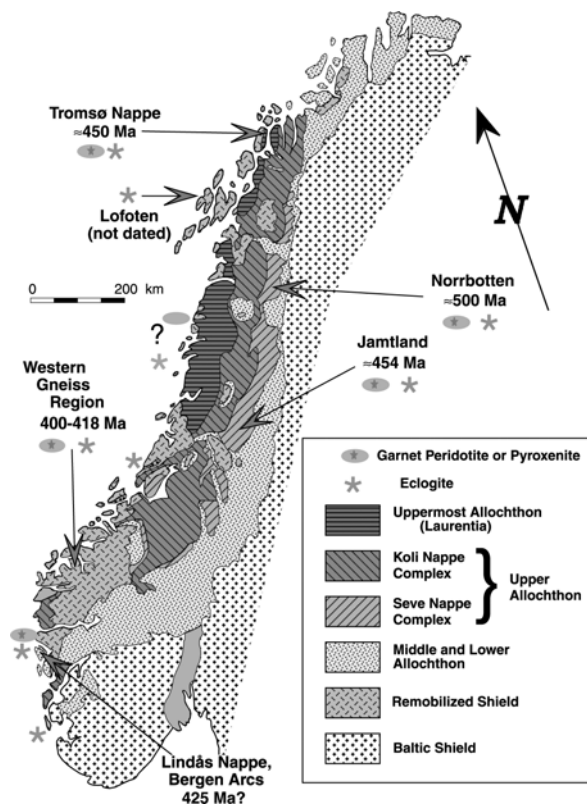 Tromsø Nappe
≈450 Ma
Lofoten
(not dated)
N
0 200 km
Norrbotten
≈500 Ma
?
Jamtland
≈454 Ma
Western
Gneiss
Region
400-418 Ma
Garnet Peridotite or Pyroxenite
Eclogite
Uppermost Allochthon
(Laurentia)
Koli Nappe
Complex
Upper
Allochthon
Seve Nappe
Complex
Middle and Lower
Allochthon
Remobilized Shield
Baltic Shield
Lindås Nappe,
Bergen Arcs
425 Ma?